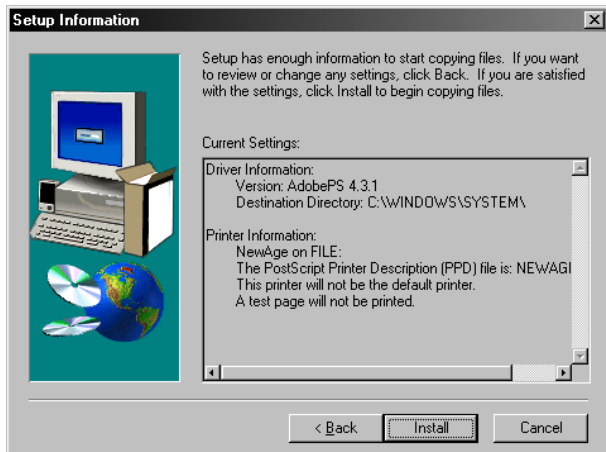 Setup Information
Setup has enough information to start copying files. If you want
to review or change any settings, click Back. If you are satisfied
with the settings, click Install to begin copying files.
Current Settings:
Driver Information:
Version: AdobePS 4.3.1
Destination Directory: C:\WINDOWS\SYSTEM\
Printer Information:
NewAge on FILE:
The PostScript Printer Description (PPD) file is: NEWAGI
This printer will not be the default printer.
A test page will not be printed.
< Back
Install
Cancel